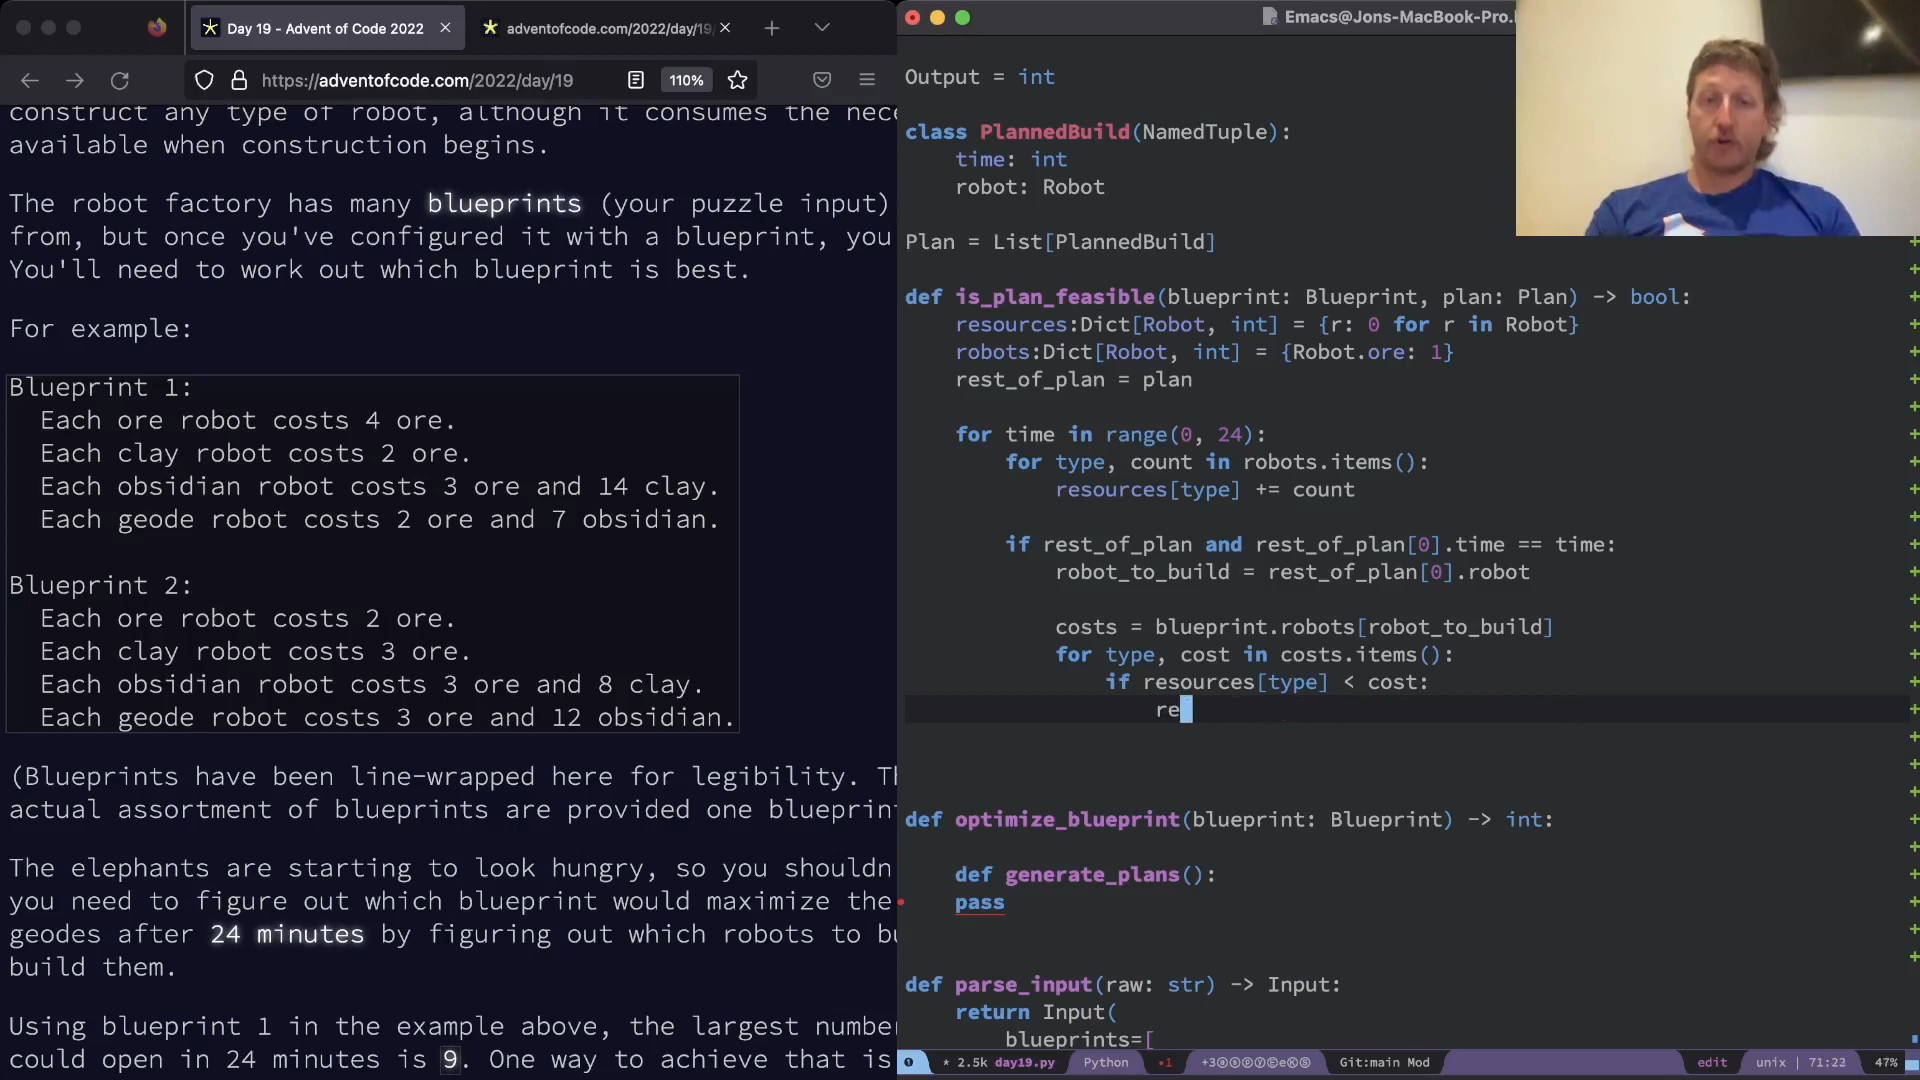 Day 19 - Advent of Code 2022
adventofcode.com/2022/day/19/
https://adventofcode.com/2022/day/19
110%
construct any type of robot, although it consumes the nece
available when construction begins.
The robot factory has many blueprints (your puzzle input)
from, but once you've configured it with a blueprint, you
You'll need to work out which blueprint is best.
For example:
Blueprint 1:
Each ore robot costs 4 ore.
Each clay robot costs 2 ore.
Each obsidian robot costs 3 ore and 14 clay.
Each geode robot costs 2 ore and 7 obsidian.
Blueprint 2:
Each ore robot costs 2 ore.
Each clay robot costs 3 ore.
Each obsidian robot costs 3 ore and 8 clay.
Each geode robot costs 3 ore and 12 obsidian.
(Blueprints have been line-wrapped here for legibility. Th
actual assortment of blueprints are provided one blueprin
The elephants are starting to look hungry, so you shouldn
you need to figure out which blueprint would maximize the
geodes after 24 minutes by figuring out which robots to bu
build them.
Using blueprint 1 in the example above, the largest number
could open in 24 minutes is 9. One way to achieve that is
Emacs@Jons-MacBook-Pro.
Output = int
class PlannedBuild(NamedTuple):
time: int
robot: Robot
Plan = List[PlannedBuild]
def is_plan_feasible(blueprint: Blueprint, plan: Plan) -> bool:
resources:Dict[Robot, int] = {r: 0 for r in Robot}
robots:Dict[Robot, int] = {Robot.ore: 1}
rest_of_plan = plan
for time in range(0, 24):
for type, count in robots.items():
resources[type] += count
if rest_of_plan and rest_of_plan[0].time == time:
robot_to_build = rest_of_plan[0].robot
costs = blueprint.robots[robot_to_build]
for type, cost in costs.items():
if resources[type] < cost:
re
def optimize_blueprint(blueprint: Blueprint) -> int:
def generate_plans():
pass
def parse_input(raw: str) -> Input:
return Input(
blueprints=[
* 2.5k day19.py Python •1 Git:main Mod edit unix | 71:22 47%